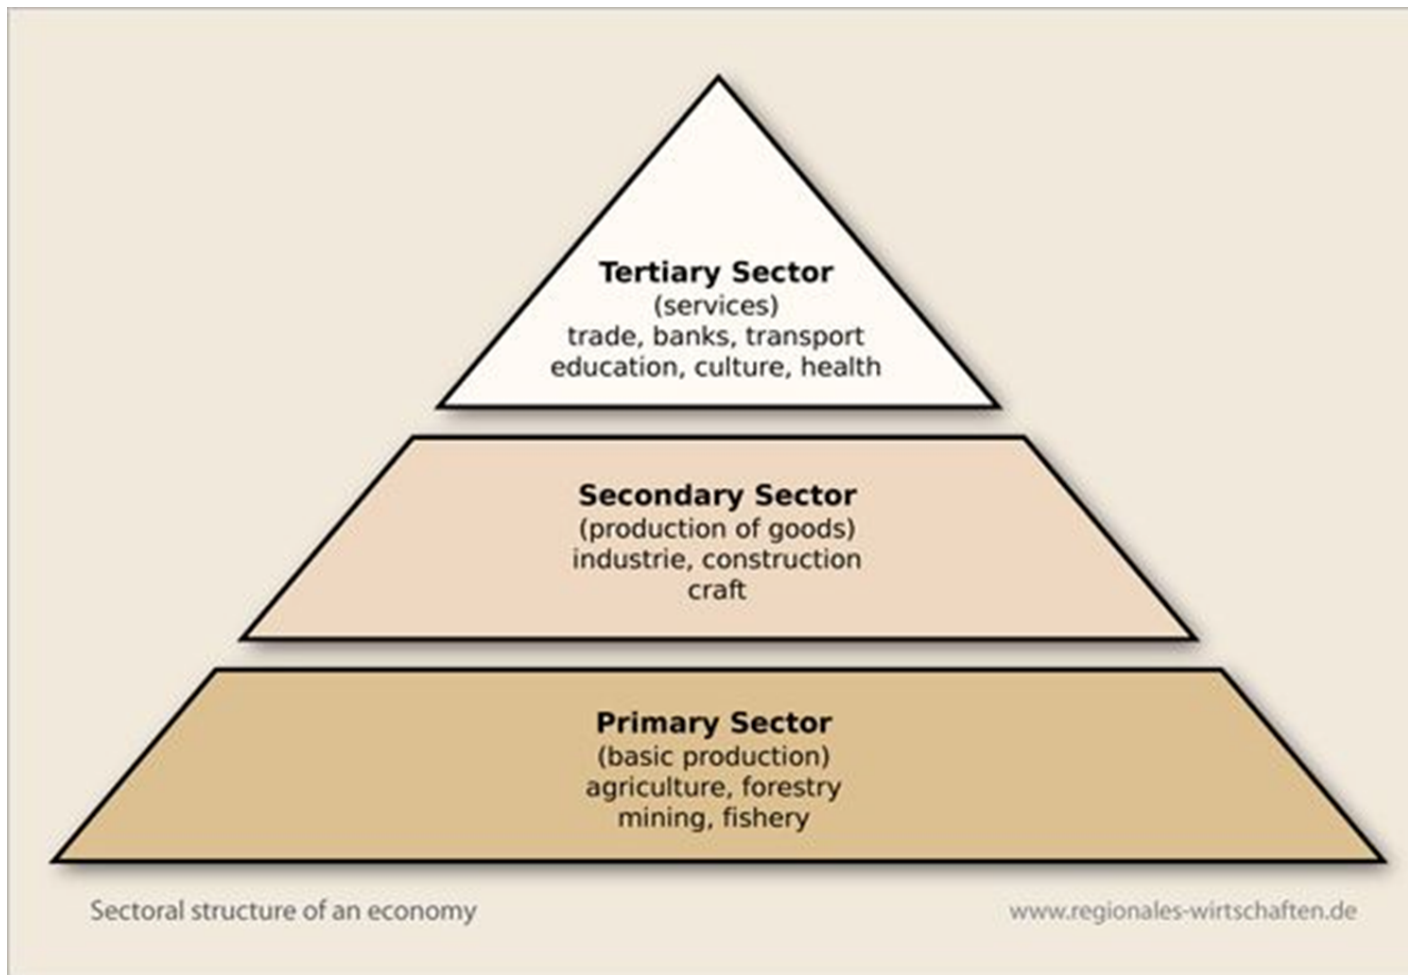 Tertiary Sector
(services)
trade, banks, transport
education, culture, health
Secondary Sector
(production of goods)
industrie, construction
craft
Primary Sector
(basic production)
agriculture, forestry
mining, fishery
Sectoral structure of an economy
www.regionales-wirtschaften.de